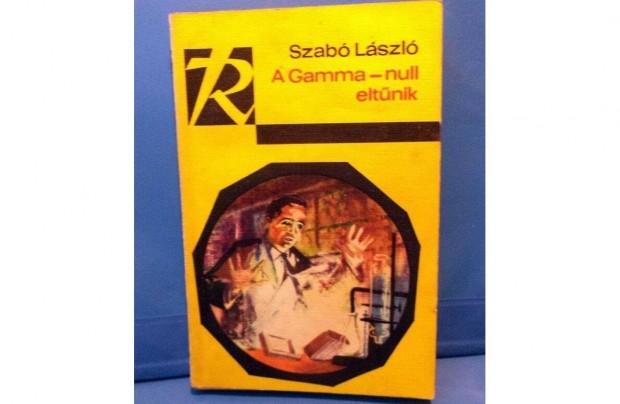 R
Szabó László
A Gamma – null
eltűnik